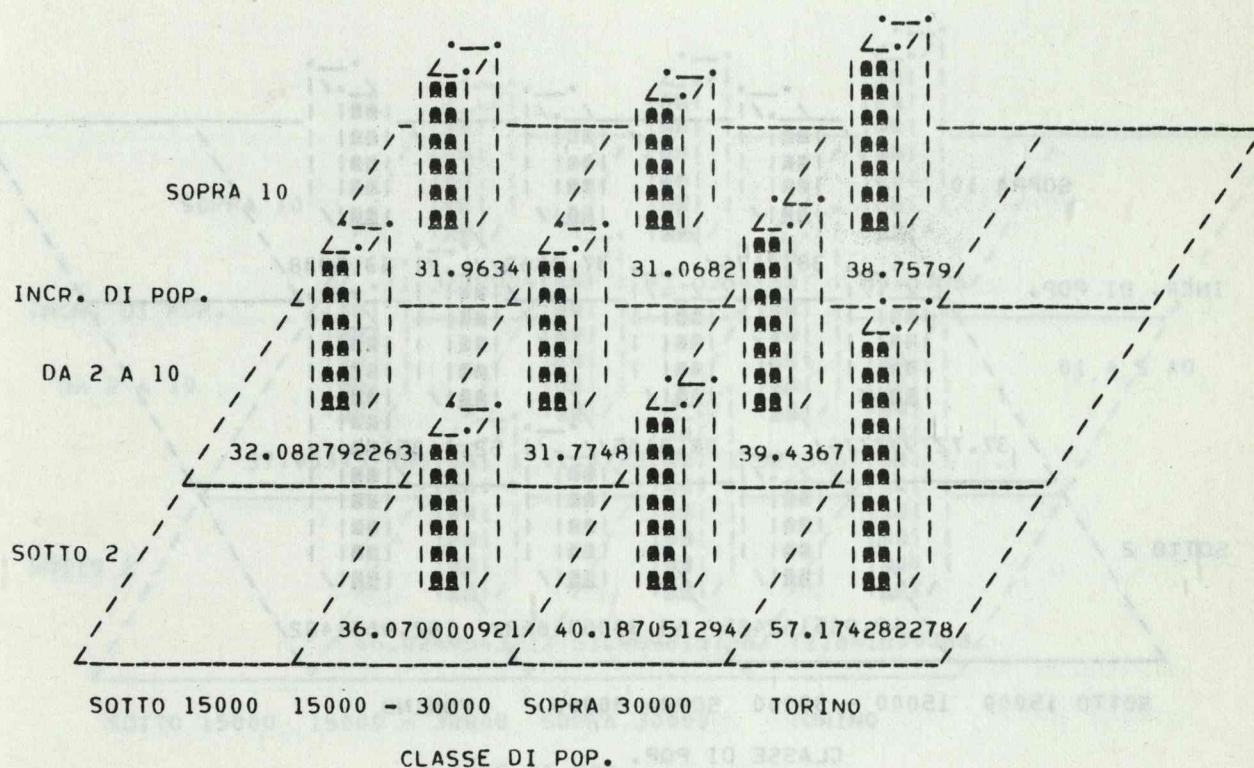 SOPRA 10
31.9634 31.0682 38.7579
INCR. DI POP.
DA 2 A 10
32.082792263 31.7748 39.4367
SOTTO 2
36.070000921 40.187051294 57.174282278
SOTTO 15000 15000 - 30000 SOPRA 30000 TORINO
CLASSE DI POP.